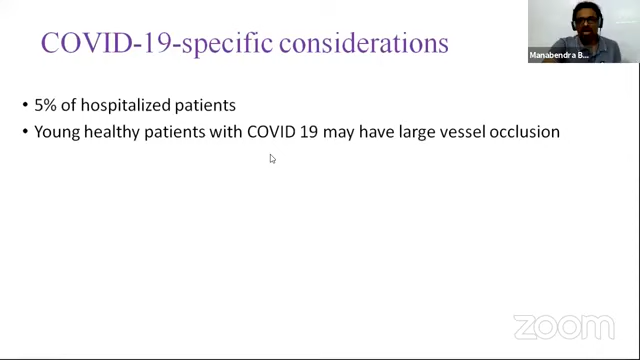 COVID-19-specific considerations
• 5% of hospitalized patients
• Young healthy patients with COVID 19 may have large vessel occlusion
Manabendra B...
zoom